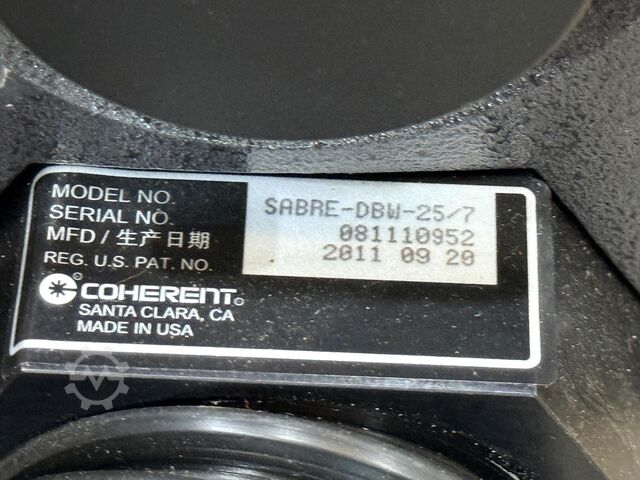 MODEL NO. SABRE-DBW-25/7
SERIAL NO. 081110952
MFD / 生产日期 2011 09 20
REG. U.S. PAT. NO.
COHERENT®
SANTA CLARA, CA
MADE IN USA